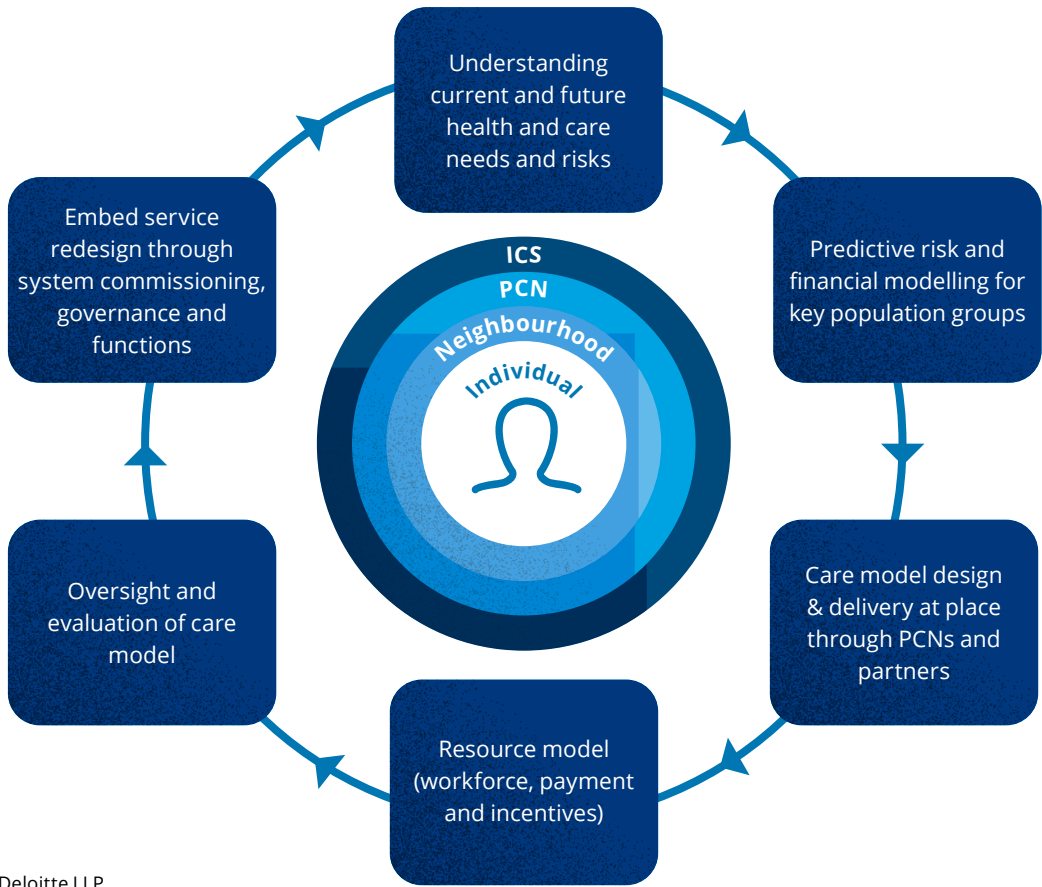 Understanding
current and future
health and care
needs and risks
Predictive risk and
financial modelling for
key population groups
Care model design
& delivery at place
through PCNs and
partners
Resource model
(workforce, payment
and incentives)
Oversight and
evaluation of care
model
Embed service
redesign through
system commissioning,
governance and
functions
ICS
PCN
Neighbourhood
Individual
Deloitte LLP